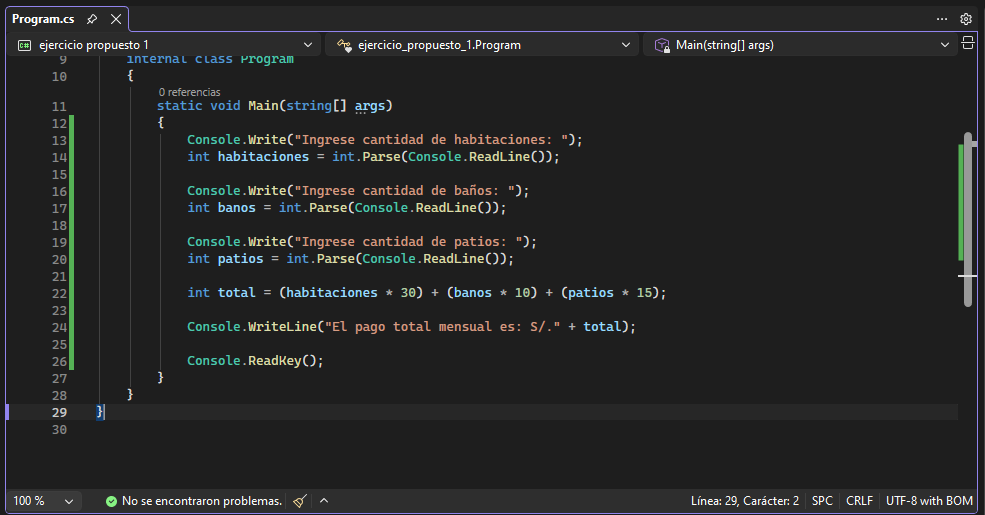 Program.cs
ejercicio propuesto 1 ejercicio_propuesto_1.Program Main(string[] args)
9 internal class Program
10 {
0 referencias
11 static void Main(string[] args)
12 {
13 Console.Write("Ingrese cantidad de habitaciones: ");
14 int habitaciones = int.Parse(Console.ReadLine());
15
16 Console.Write("Ingrese cantidad de baños: ");
17 int banos = int.Parse(Console.ReadLine());
18
19 Console.Write("Ingrese cantidad de patios: ");
20 int patios = int.Parse(Console.ReadLine());
21
22 int total = (habitaciones * 30) + (banos * 10) + (patios * 15);
23
24 Console.WriteLine("El pago total mensual es: S/." + total);
25
26 Console.ReadKey();
27 }
28 }
29 }
30
100 % No se encontraron problemas. Línea: 29, Carácter: 2 SPC CRLF UTF-8 with BOM